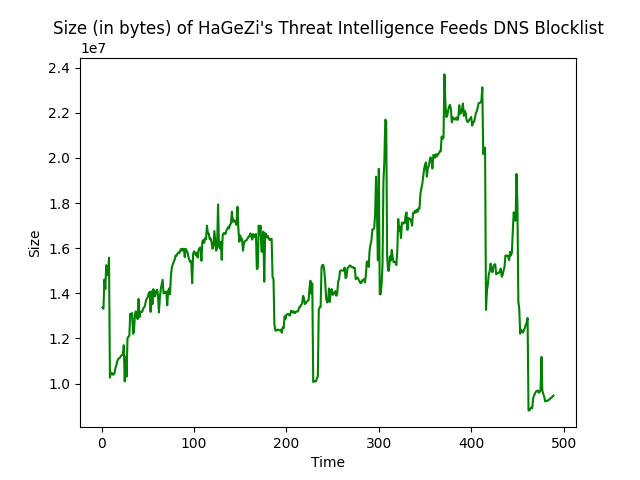 Size (in bytes) of HaGeZi's Threat Intelligence Feeds DNS Blocklist
1e7
2.4
2.2
2.0
1.8
1.6
1.4
1.2
1.0
Size
0 100 200 300 400 500
Time